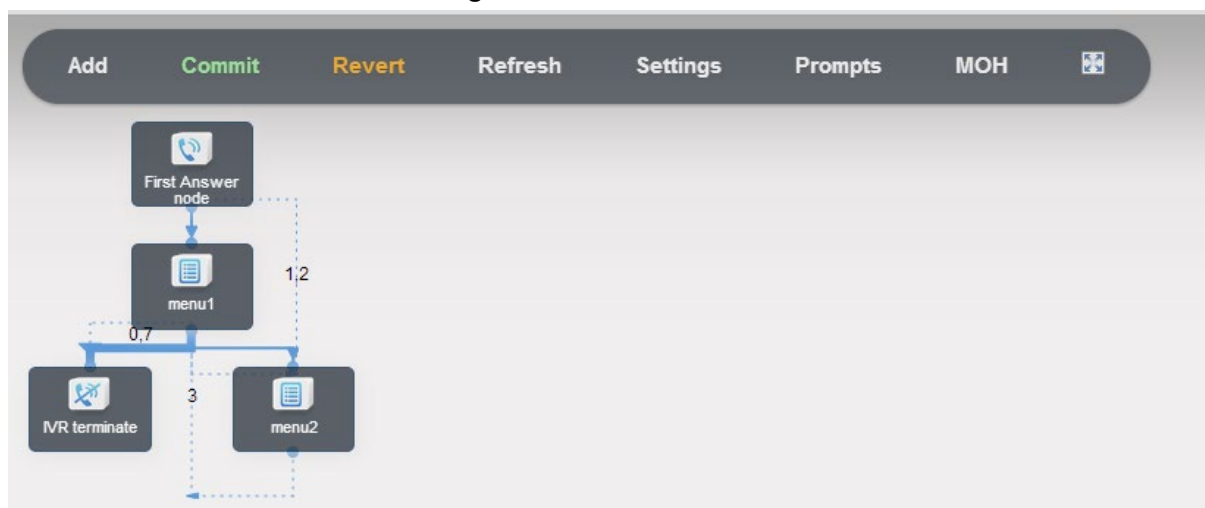 Add Commit Revert Refresh Settings Prompts MOH
First Answer
node
1,2
menu1
0,7
3
IVR terminate
menu2